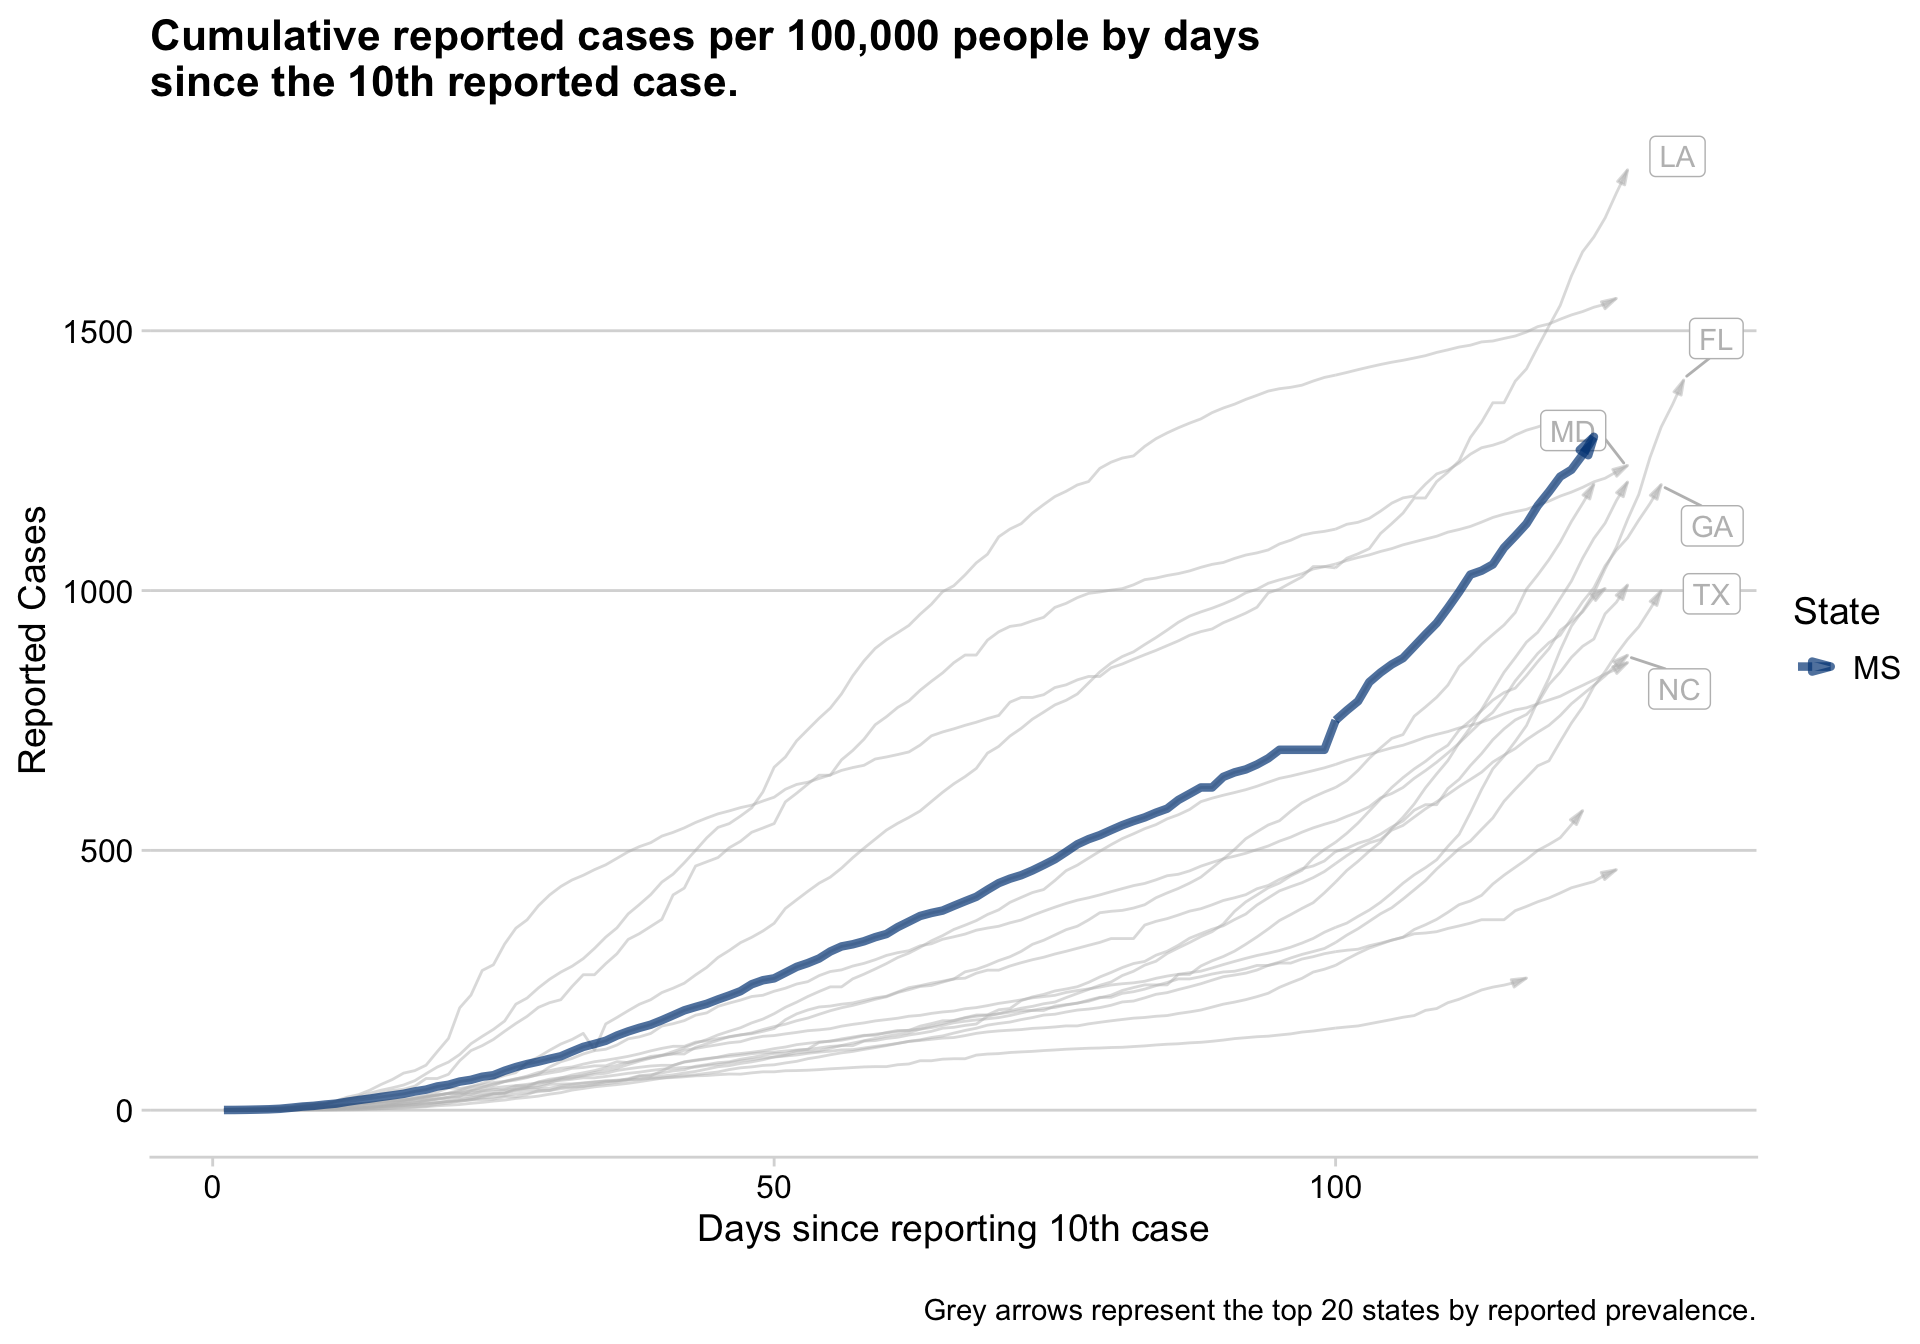 Cumulative reported cases per 100,000 people by days
since the 10th reported case.
LA
1500
FL
MD
Reported Cases
GA
1000
TX
State
MS
NC
500
0
0
50
100
Days since reporting 10th case
Grey arrows represent the top 20 states by reported prevalence.